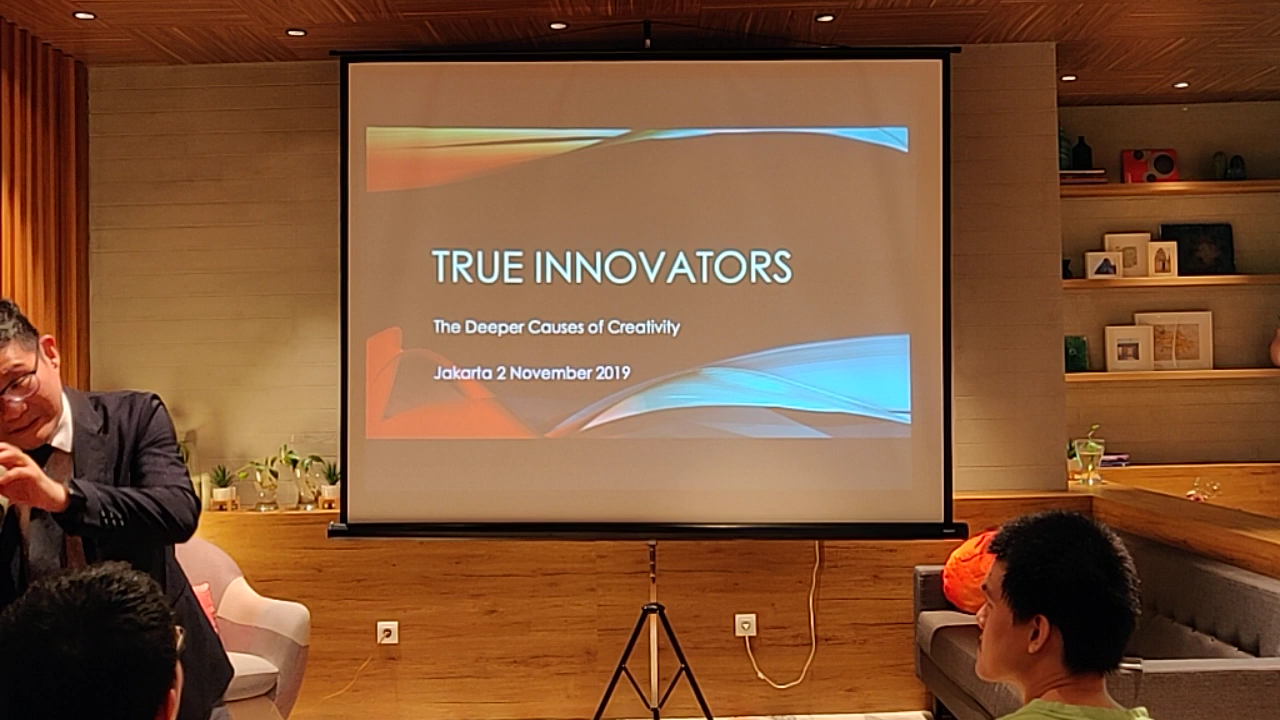 TRUE INNOVATORS
The Deeper Causes of Creativity
Jakarta 2 November 2019